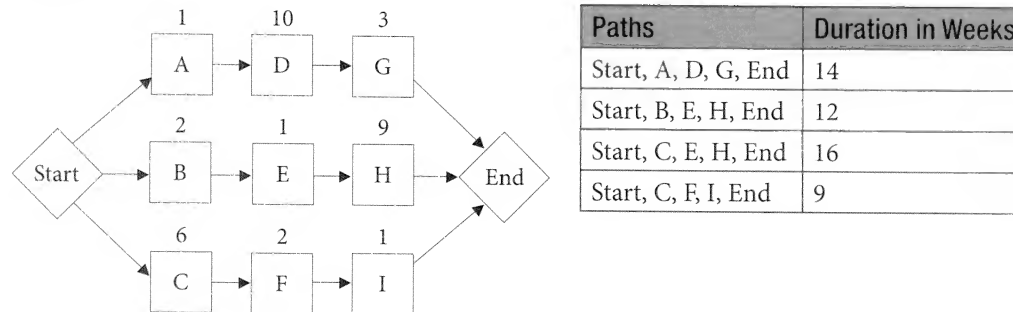 1 10 3
A D G
2 1 9
Start B E H End
6 2 1
C F I
Paths Duration in Weeks
Start, A, D, G, End 14
Start, B, E, H, End 12
Start, C, E, H, End 16
Start, C, F, I, End 9